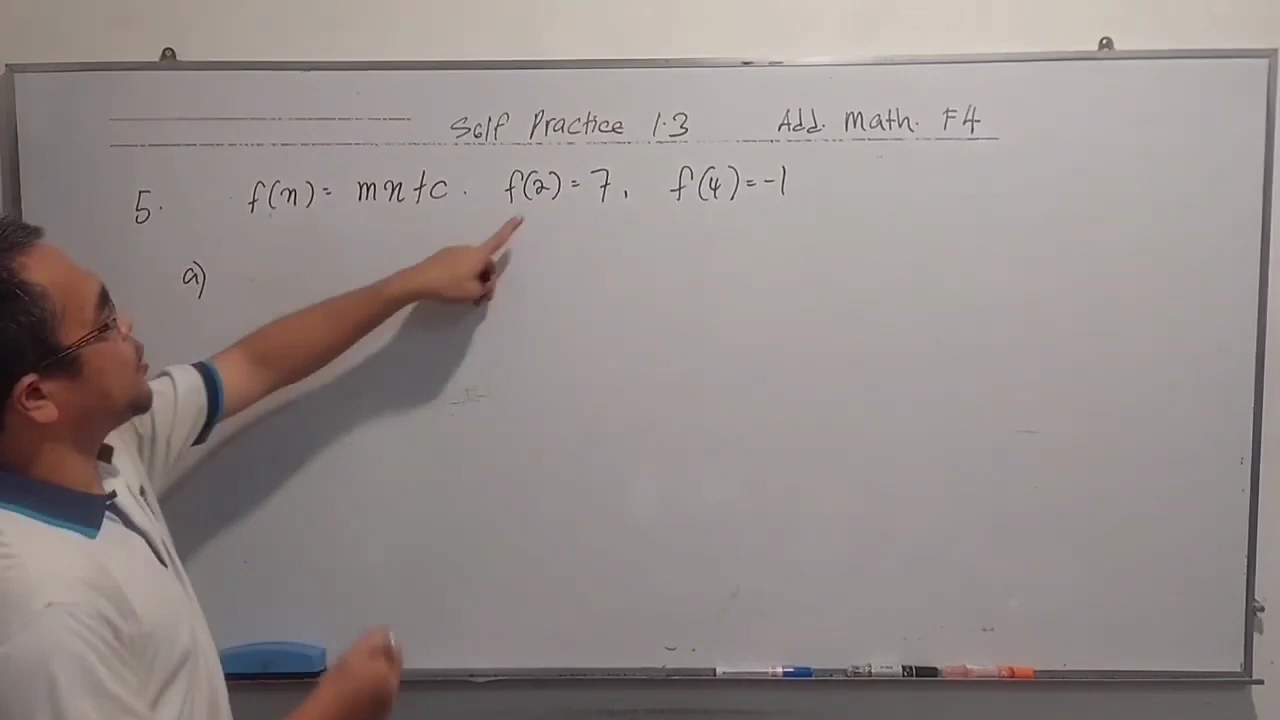 Self Practice 1.3 Add. Math. F4
5. f(x) = mx + c. f(2) = 7, f(4) = -1
a)